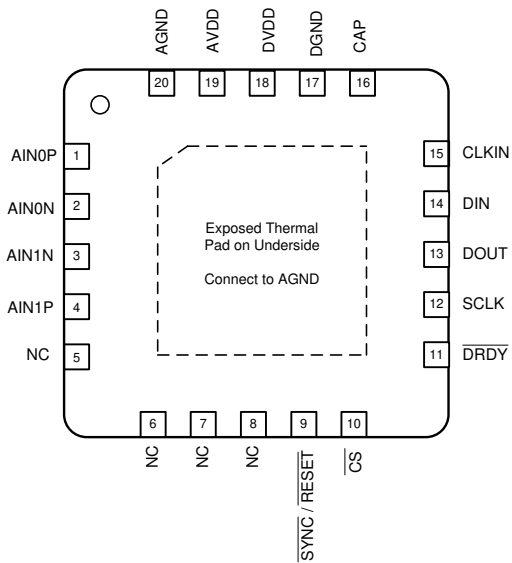 AGND
AVDD
DVDD
DGND
CAP
20
19
18
17
16
AIN0P 1
AIN0N 2
AIN1N 3
AIN1P 4
NC 5
Exposed Thermal
Pad on Underside
Connect to AGND
15 CLKIN
14 DIN
13 DOUT
12 SCLK
11 DRDY
6
7
8
9
10
NC
NC
NC
SYNC / RESET
CS